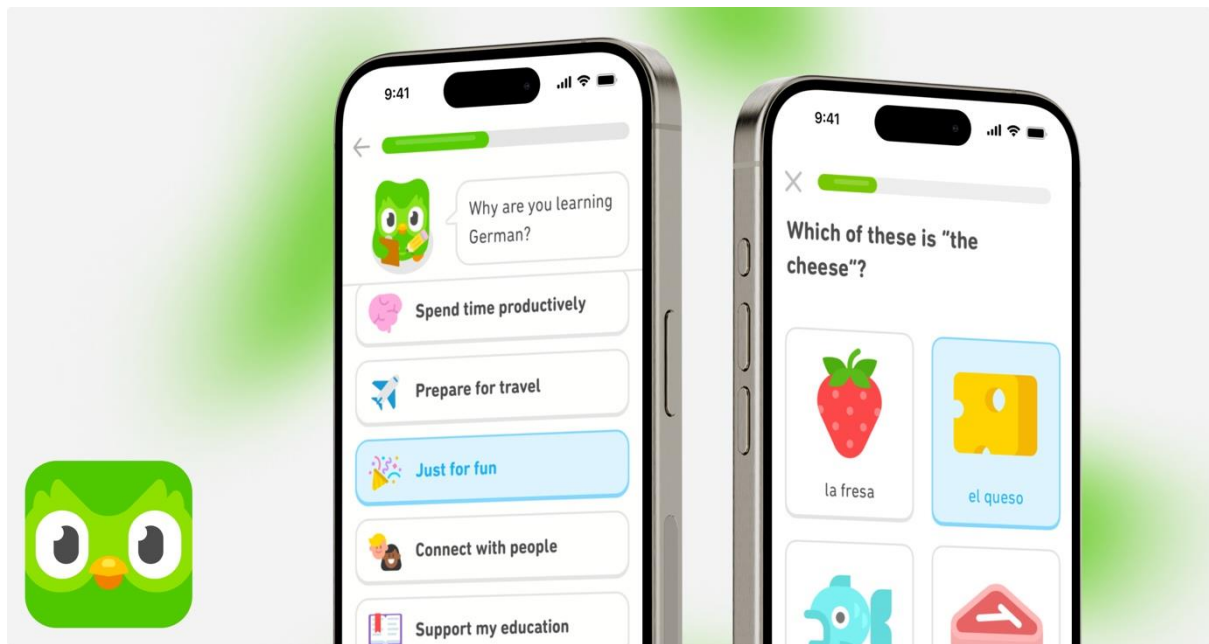 9:41
Why are you learning
German?
Spend time productively
Prepare for travel
Just for fun
Connect with people
Support my education
9:41
Which of these is “the
cheese”?
la fresa
el queso